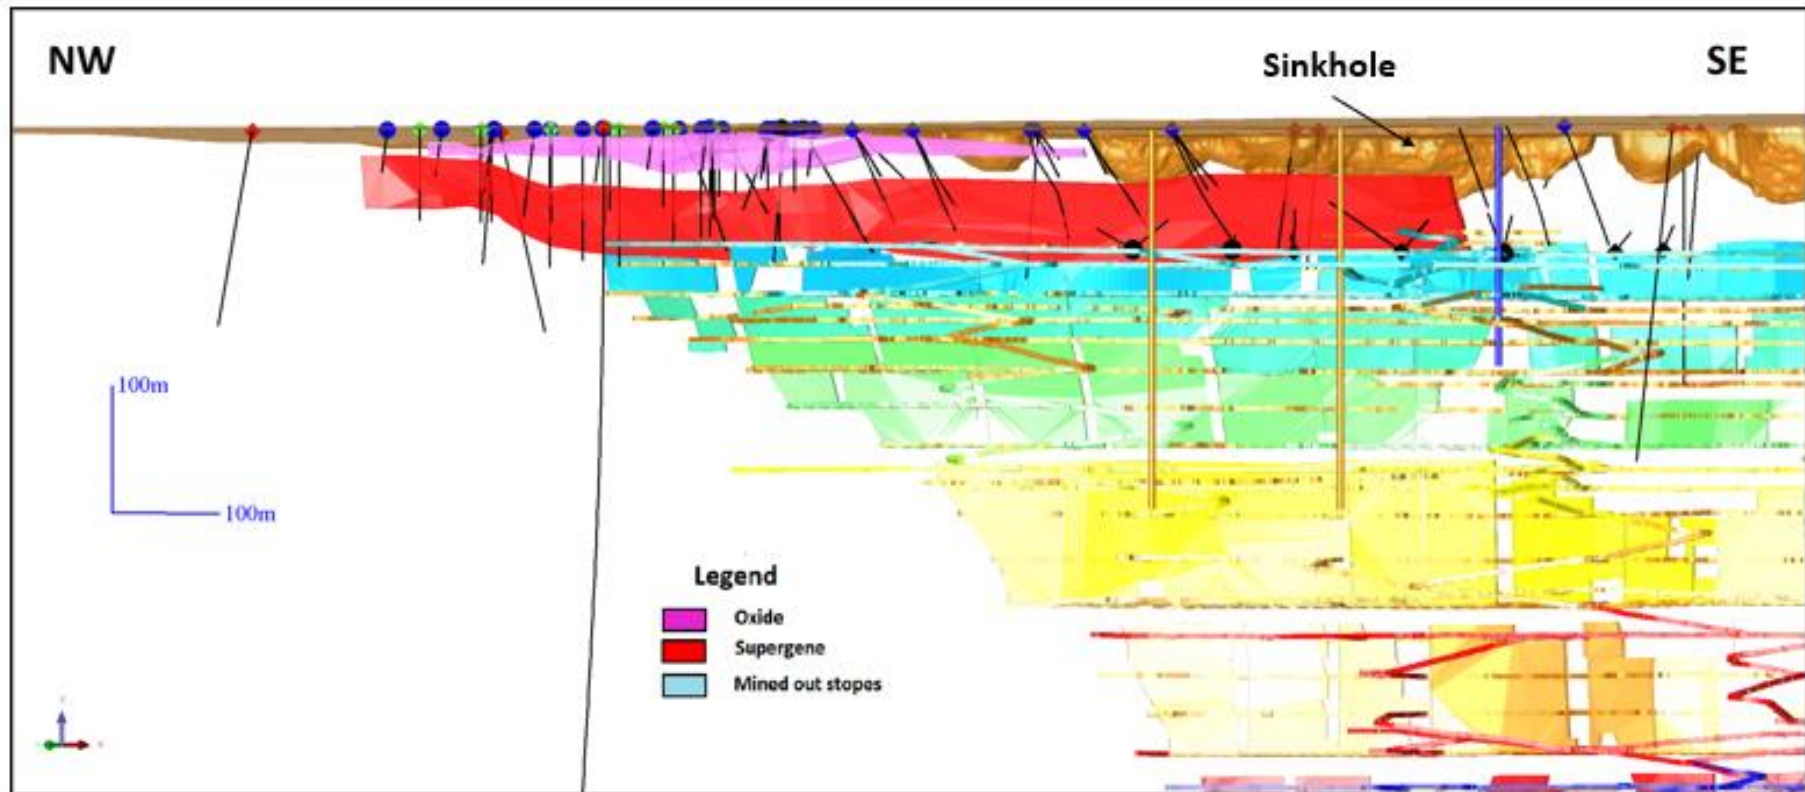 NW
Sinkhole
SE
100m
100m
Legend
Oxide
Supergene
Mined out stopes